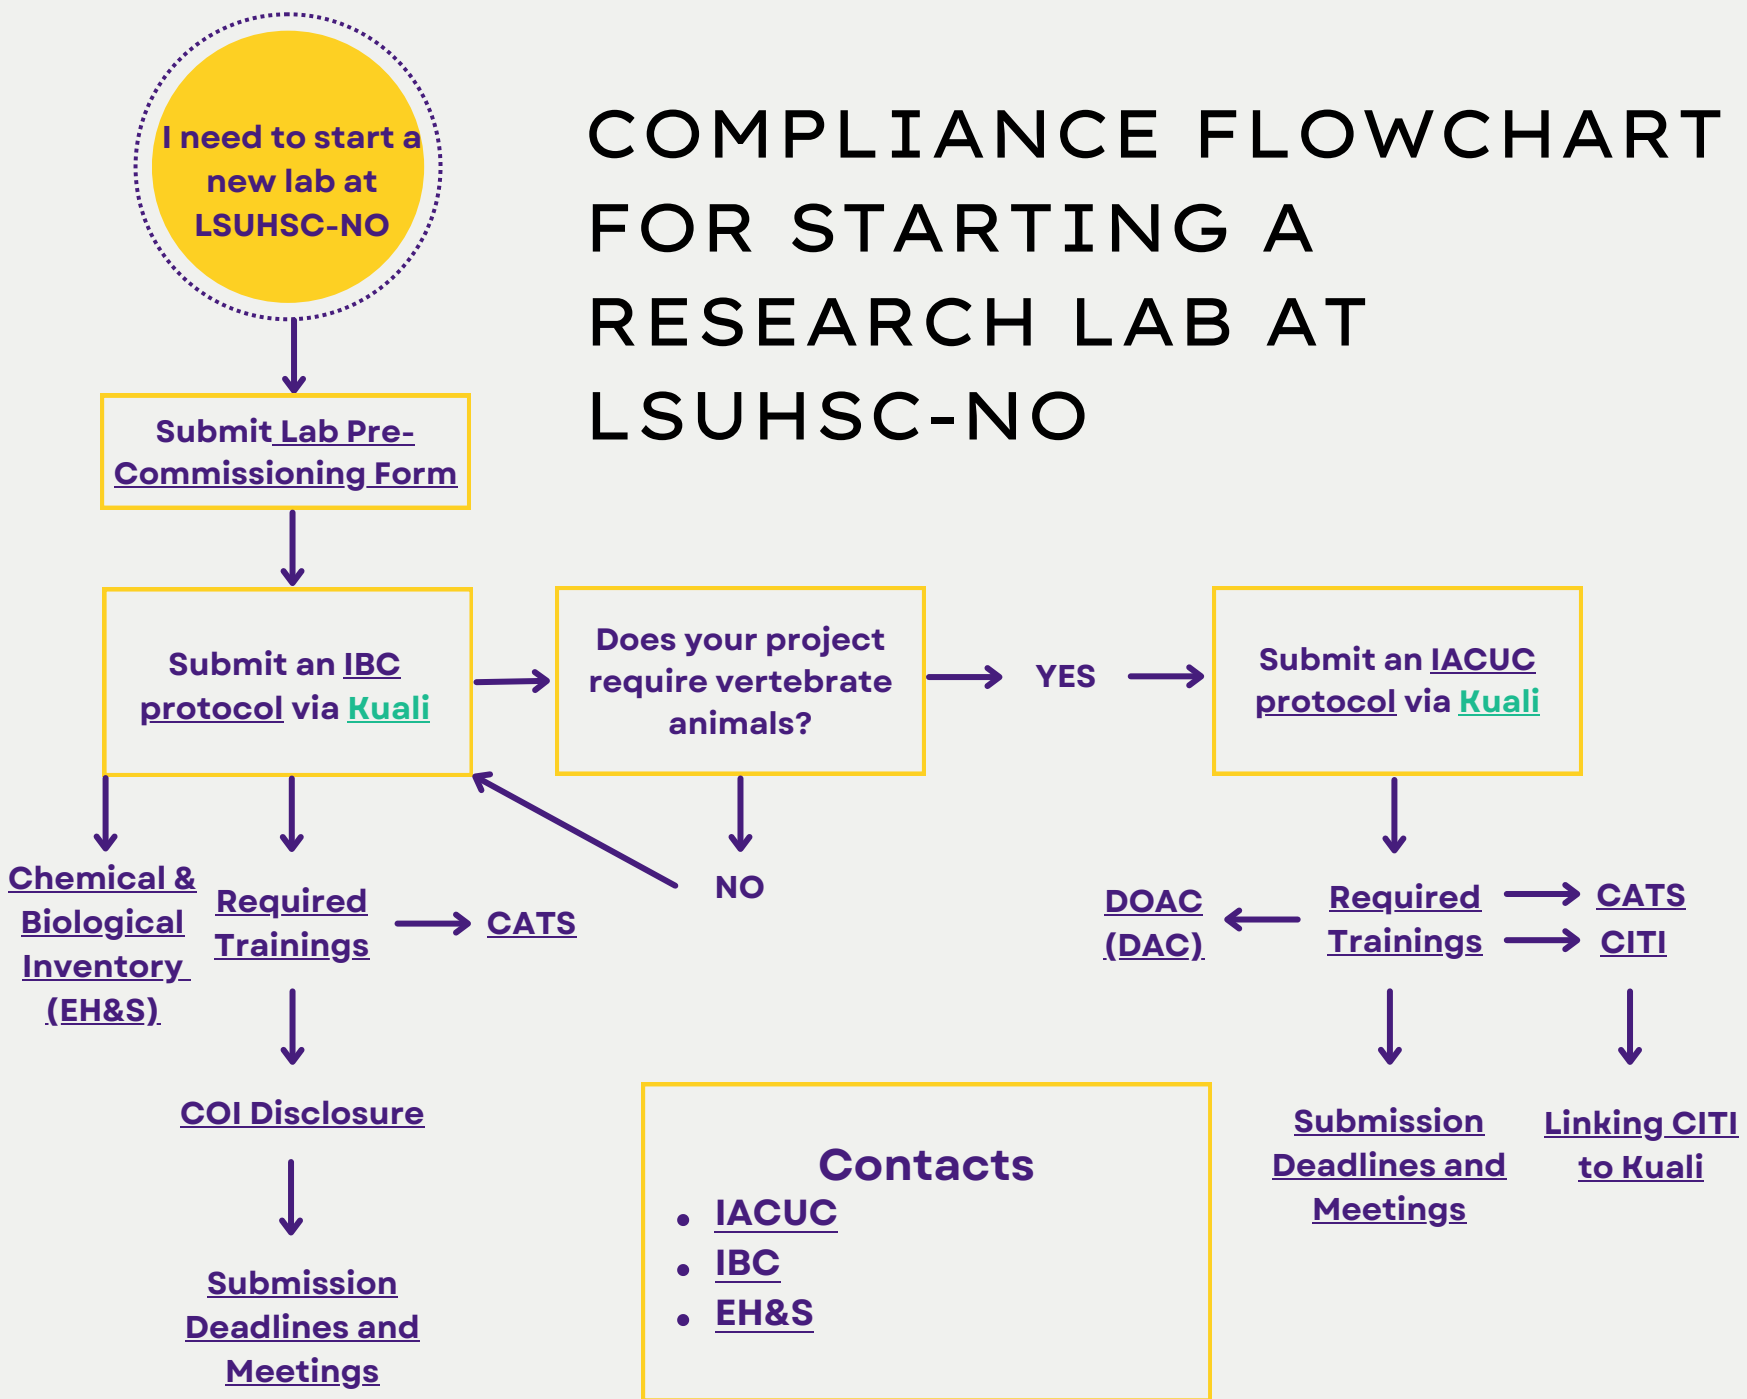 I need to start a
new lab at
LSUHSC-NO
COMPLIANCE FLOWCHART
FOR STARTING A
RESEARCH LAB AT
LSUHSC-NO
Submit Lab Pre-
Commissioning Form
Submit an IBC
protocol via Kuali
Does your project
require vertebrate
animals?
YES
Submit an IACUC
protocol via Kuali
Chemical &
Biological
Inventory
(EH&S)
Required
Trainings
CATS
NO
DOAC
(DAC)
Required
Trainings
CATS
CITI
COI Disclosure
Submission
Deadlines and
Meetings
Contacts
• IACUC
• IBC
• EH&S
Submission
Deadlines and
Meetings
Linking CITI
to Kuali